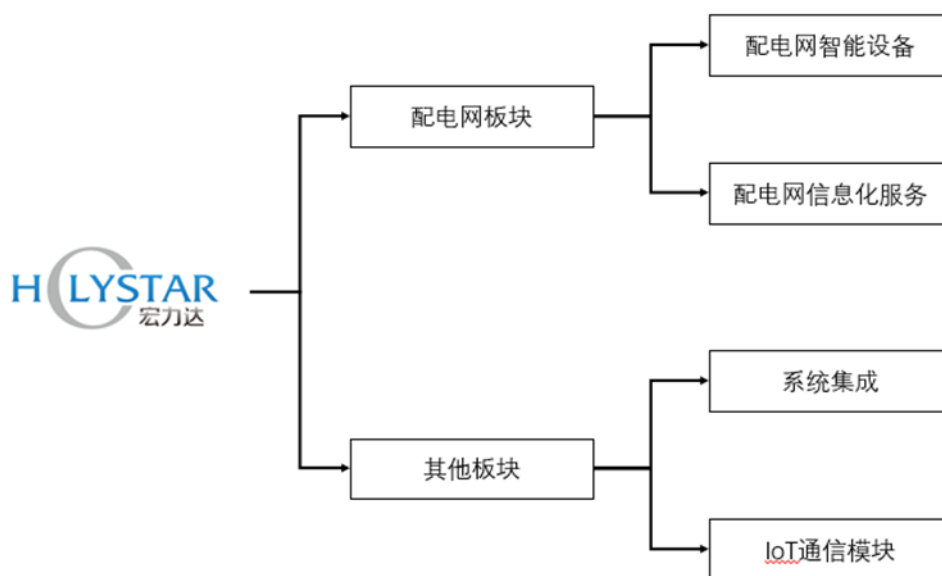 配电网智能设备
配电网板块
配电网信息化服务
HOLYSTAR
宏力达
系统集成
其他板块
IoT通信模块